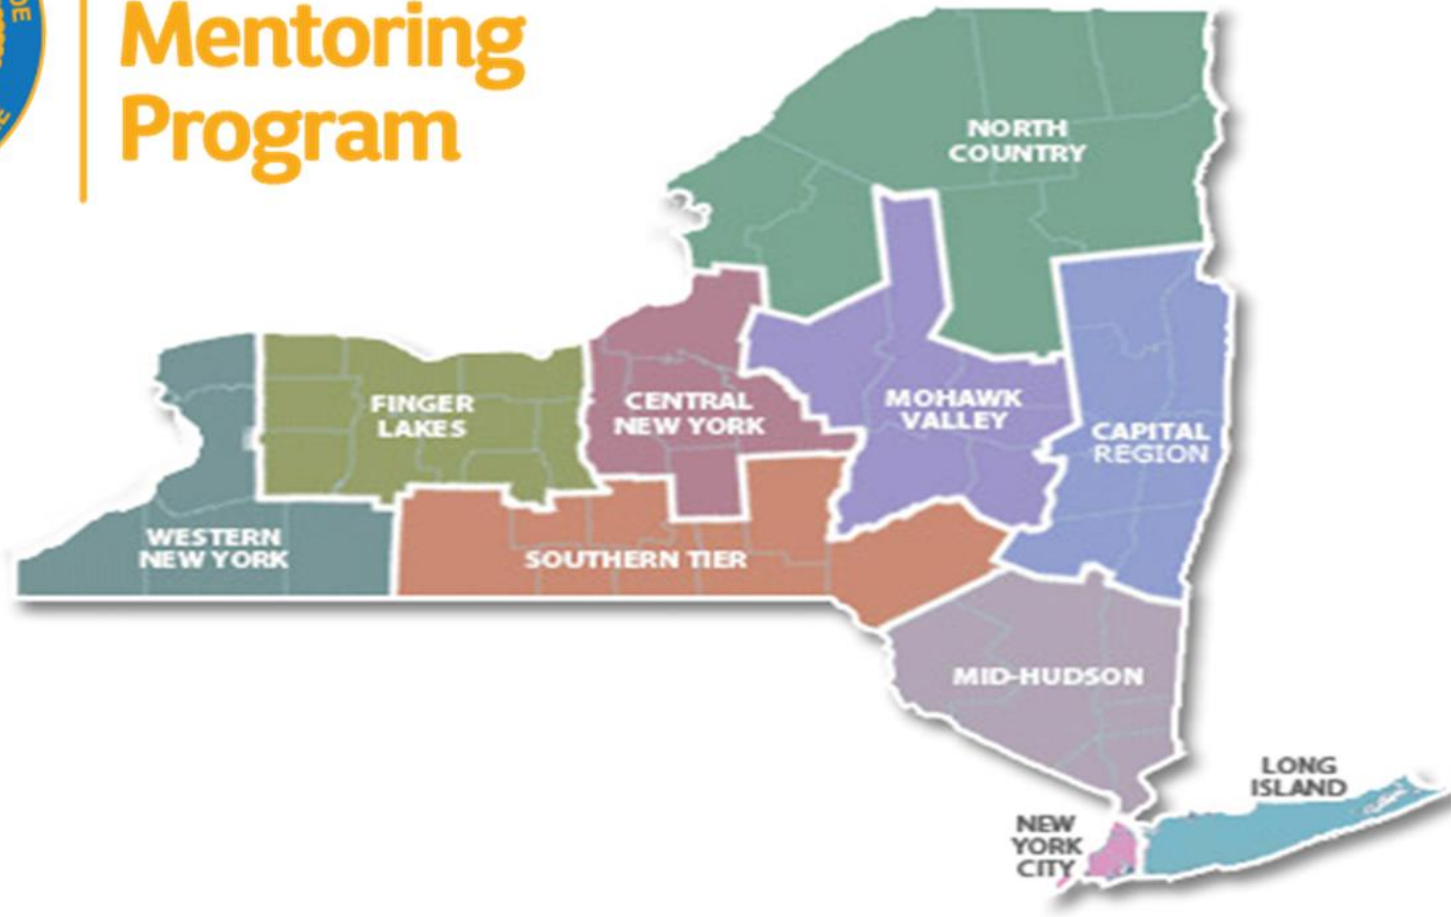 Mentoring
Program
NORTH
COUNTRY
FINGER
LAKES
CENTRAL
NEW YORK
MOHAWK
VALLEY
CAPITAL
REGION
WESTERN
NEW YORK
SOUTHERN TIER
MID-HUDSON
LONG
ISLAND
NEW
YORK
CITY